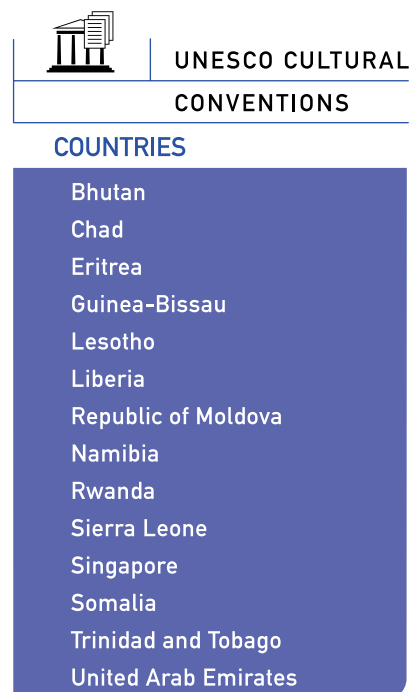 UNESCO CULTURAL
CONVENTIONS
COUNTRIES
Bhutan
Chad
Eritrea
Guinea-Bissau
Lesotho
Liberia
Republic of Moldova
Namibia
Rwanda
Sierra Leone
Singapore
Somalia
Trinidad and Tobago
United Arab Emirates